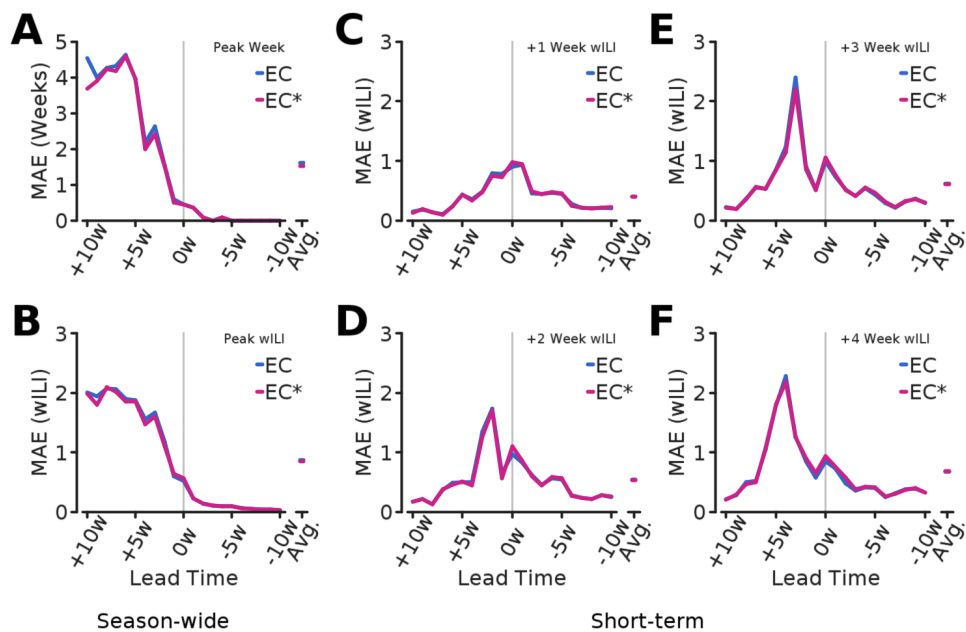 A
Peak Week
EC
EC*
MAE (Weeks)
5
4
3
2
1
0
+10w
+5w
0w
-5w
-10w
Avg.
C
+1 Week wILI
EC
EC*
MAE (wILI)
3
2
1
0
+10w
+5w
0w
-5w
-10w
Avg.
E
+3 Week wILI
EC
EC*
MAE (wILI)
3
2
1
0
+10w
+5w
0w
-5w
-10w
Avg.
B
Peak wILI
EC
EC*
MAE (wILI)
3
2
1
0
+10w
+5w
0w
-5w
-10w
Avg.
Lead Time
D
+2 Week wILI
EC
EC*
MAE (wILI)
3
2
1
0
+10w
+5w
0w
-5w
-10w
Avg.
Lead Time
F
+4 Week wILI
EC
EC*
MAE (wILI)
3
2
1
0
+10w
+5w
0w
-5w
-10w
Avg.
Lead Time
Season-wide
Short-term